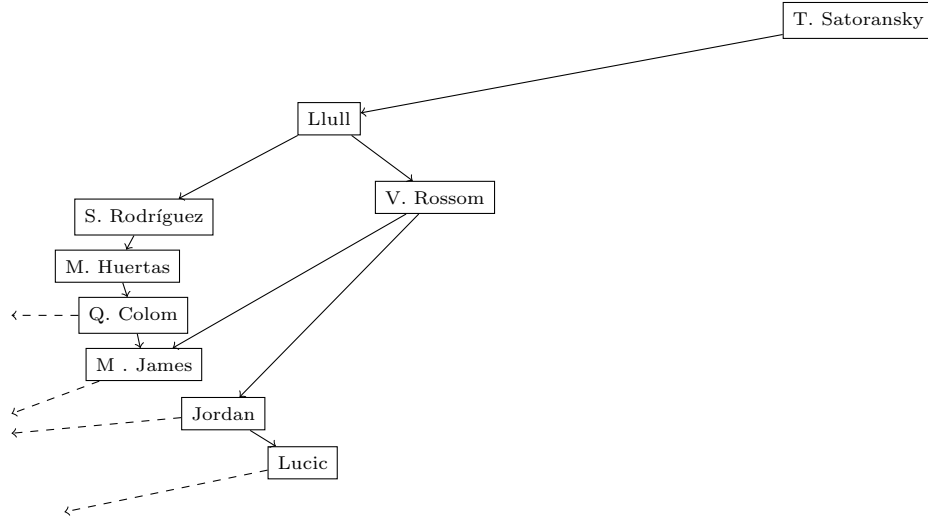 T. Satoransky
Llull
V. Rossom
S. Rodríguez
M. Huertas
Q. Colom
M . James
Jordan
Lucic